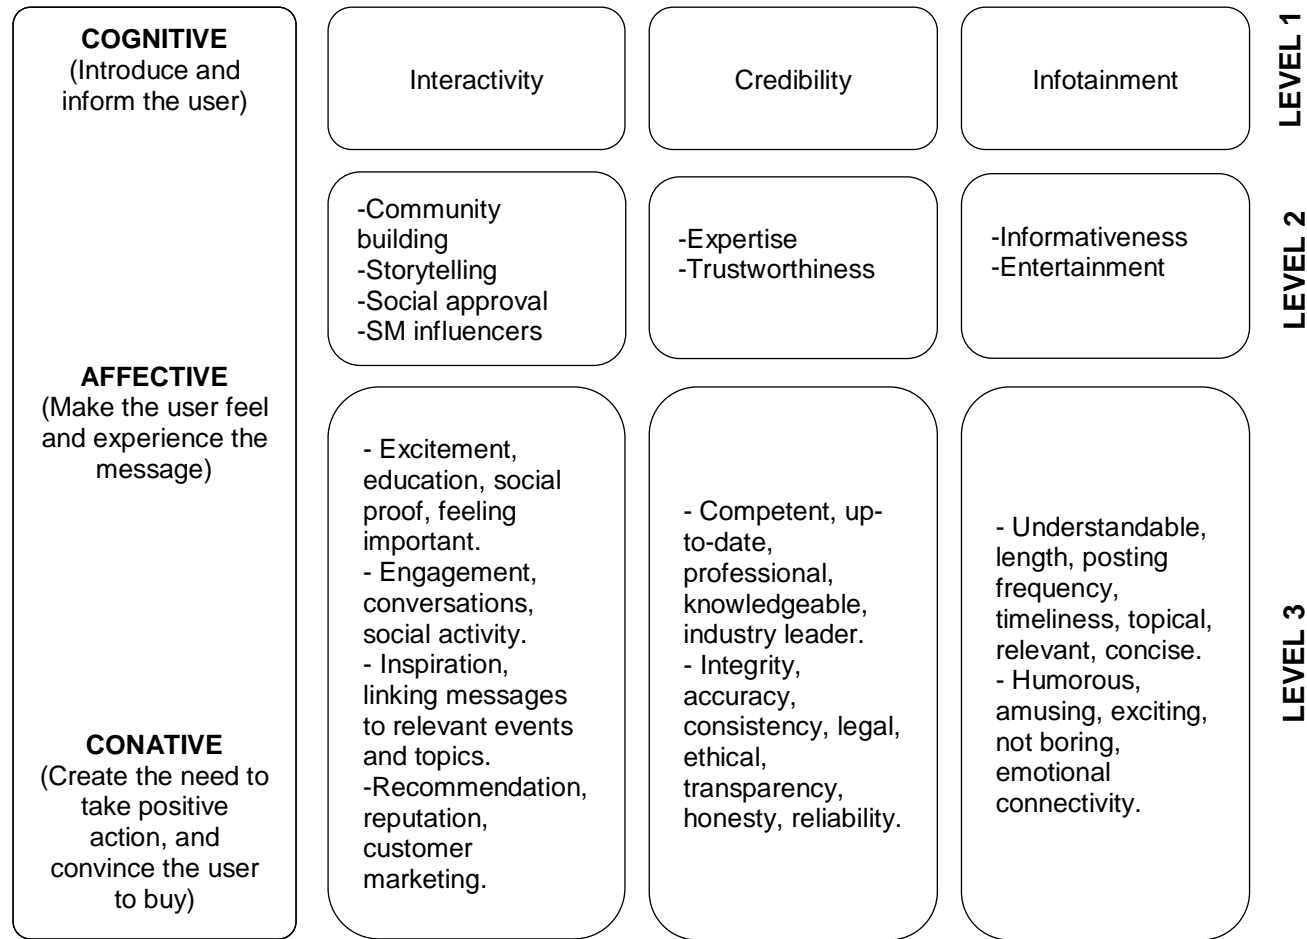 COGNITIVE
(Introduce and
inform the user)
AFFECTIVE
(Make the user feel
and experience the
message)
CONATIVE
(Create the need to
take positive
action, and
convince the user
to buy)
Interactivity
Credibility
Infotainment
LEVEL 1
-Community
building
-Storytelling
-Social approval
-SM influencers
-Expertise
-Trustworthiness
-Informativeness
-Entertainment
LEVEL 2
- Excitement,
education, social
proof, feeling
important.
- Engagement,
conversations,
social activity.
- Inspiration,
linking messages
to relevant events
and topics.
-Recommendation,
reputation,
customer
marketing.
- Competent, up-
to-date,
professional,
knowledgeable,
industry leader.
- Integrity,
accuracy,
consistency, legal,
ethical,
transparency,
honesty, reliability.
- Understandable,
length, posting
frequency,
timeliness, topical,
relevant, concise.
- Humorous,
amusing, exciting,
not boring,
emotional
connectivity.
LEVEL 3